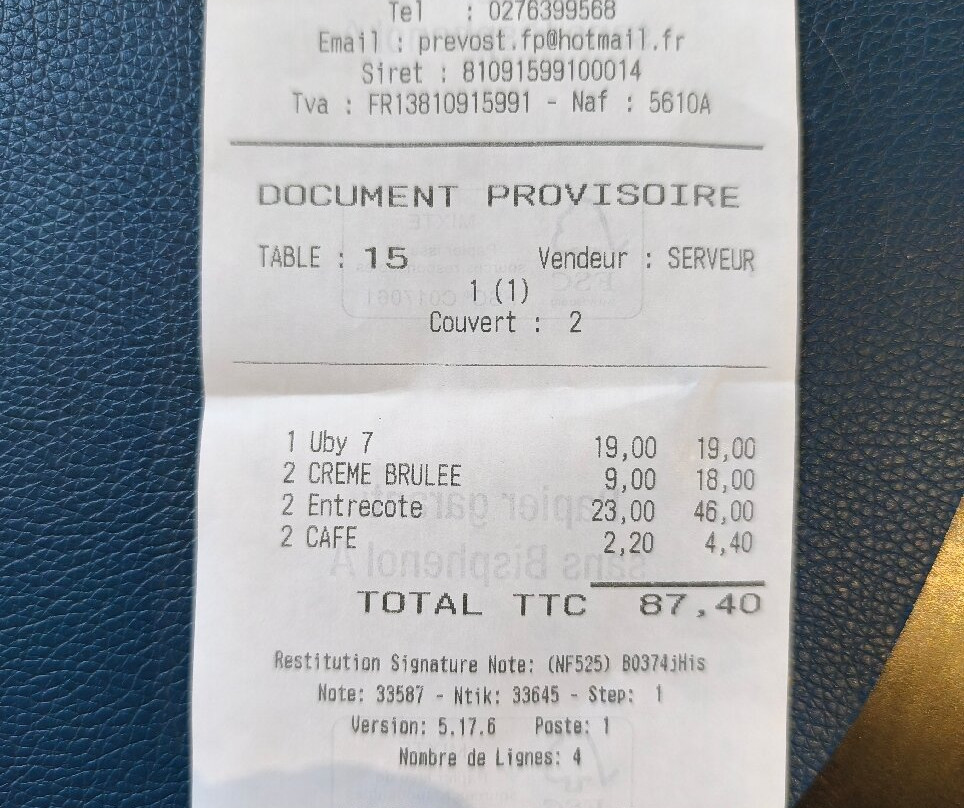 Tel : 0276399568
Email : prevost.fp@hotmail.fr
Siret : 81091599100014
Tva : FR13810915991 - Naf : 5610A
DOCUMENT PROVISOIRE
TABLE : 15 Vendeur : SERVEUR
1 (1)
Couvert : 2
1 Uby 7 19,00 19,00
2 CREME BRULEE 9,00 18,00
2 Entrecote 23,00 46,00
2 CAFE 2,20 4,40
TOTAL TTC 87,40
Restitution Signature Note: (NF525) B0374jHis
Note: 33587 - Ntik: 33645 - Step: 1
Version: 5.17.6 Poste: 1
Nombre de Lignes: 4